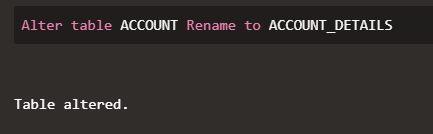 Alter table ACCOUNT Rename to ACCOUNT_DETAILS
Table altered.